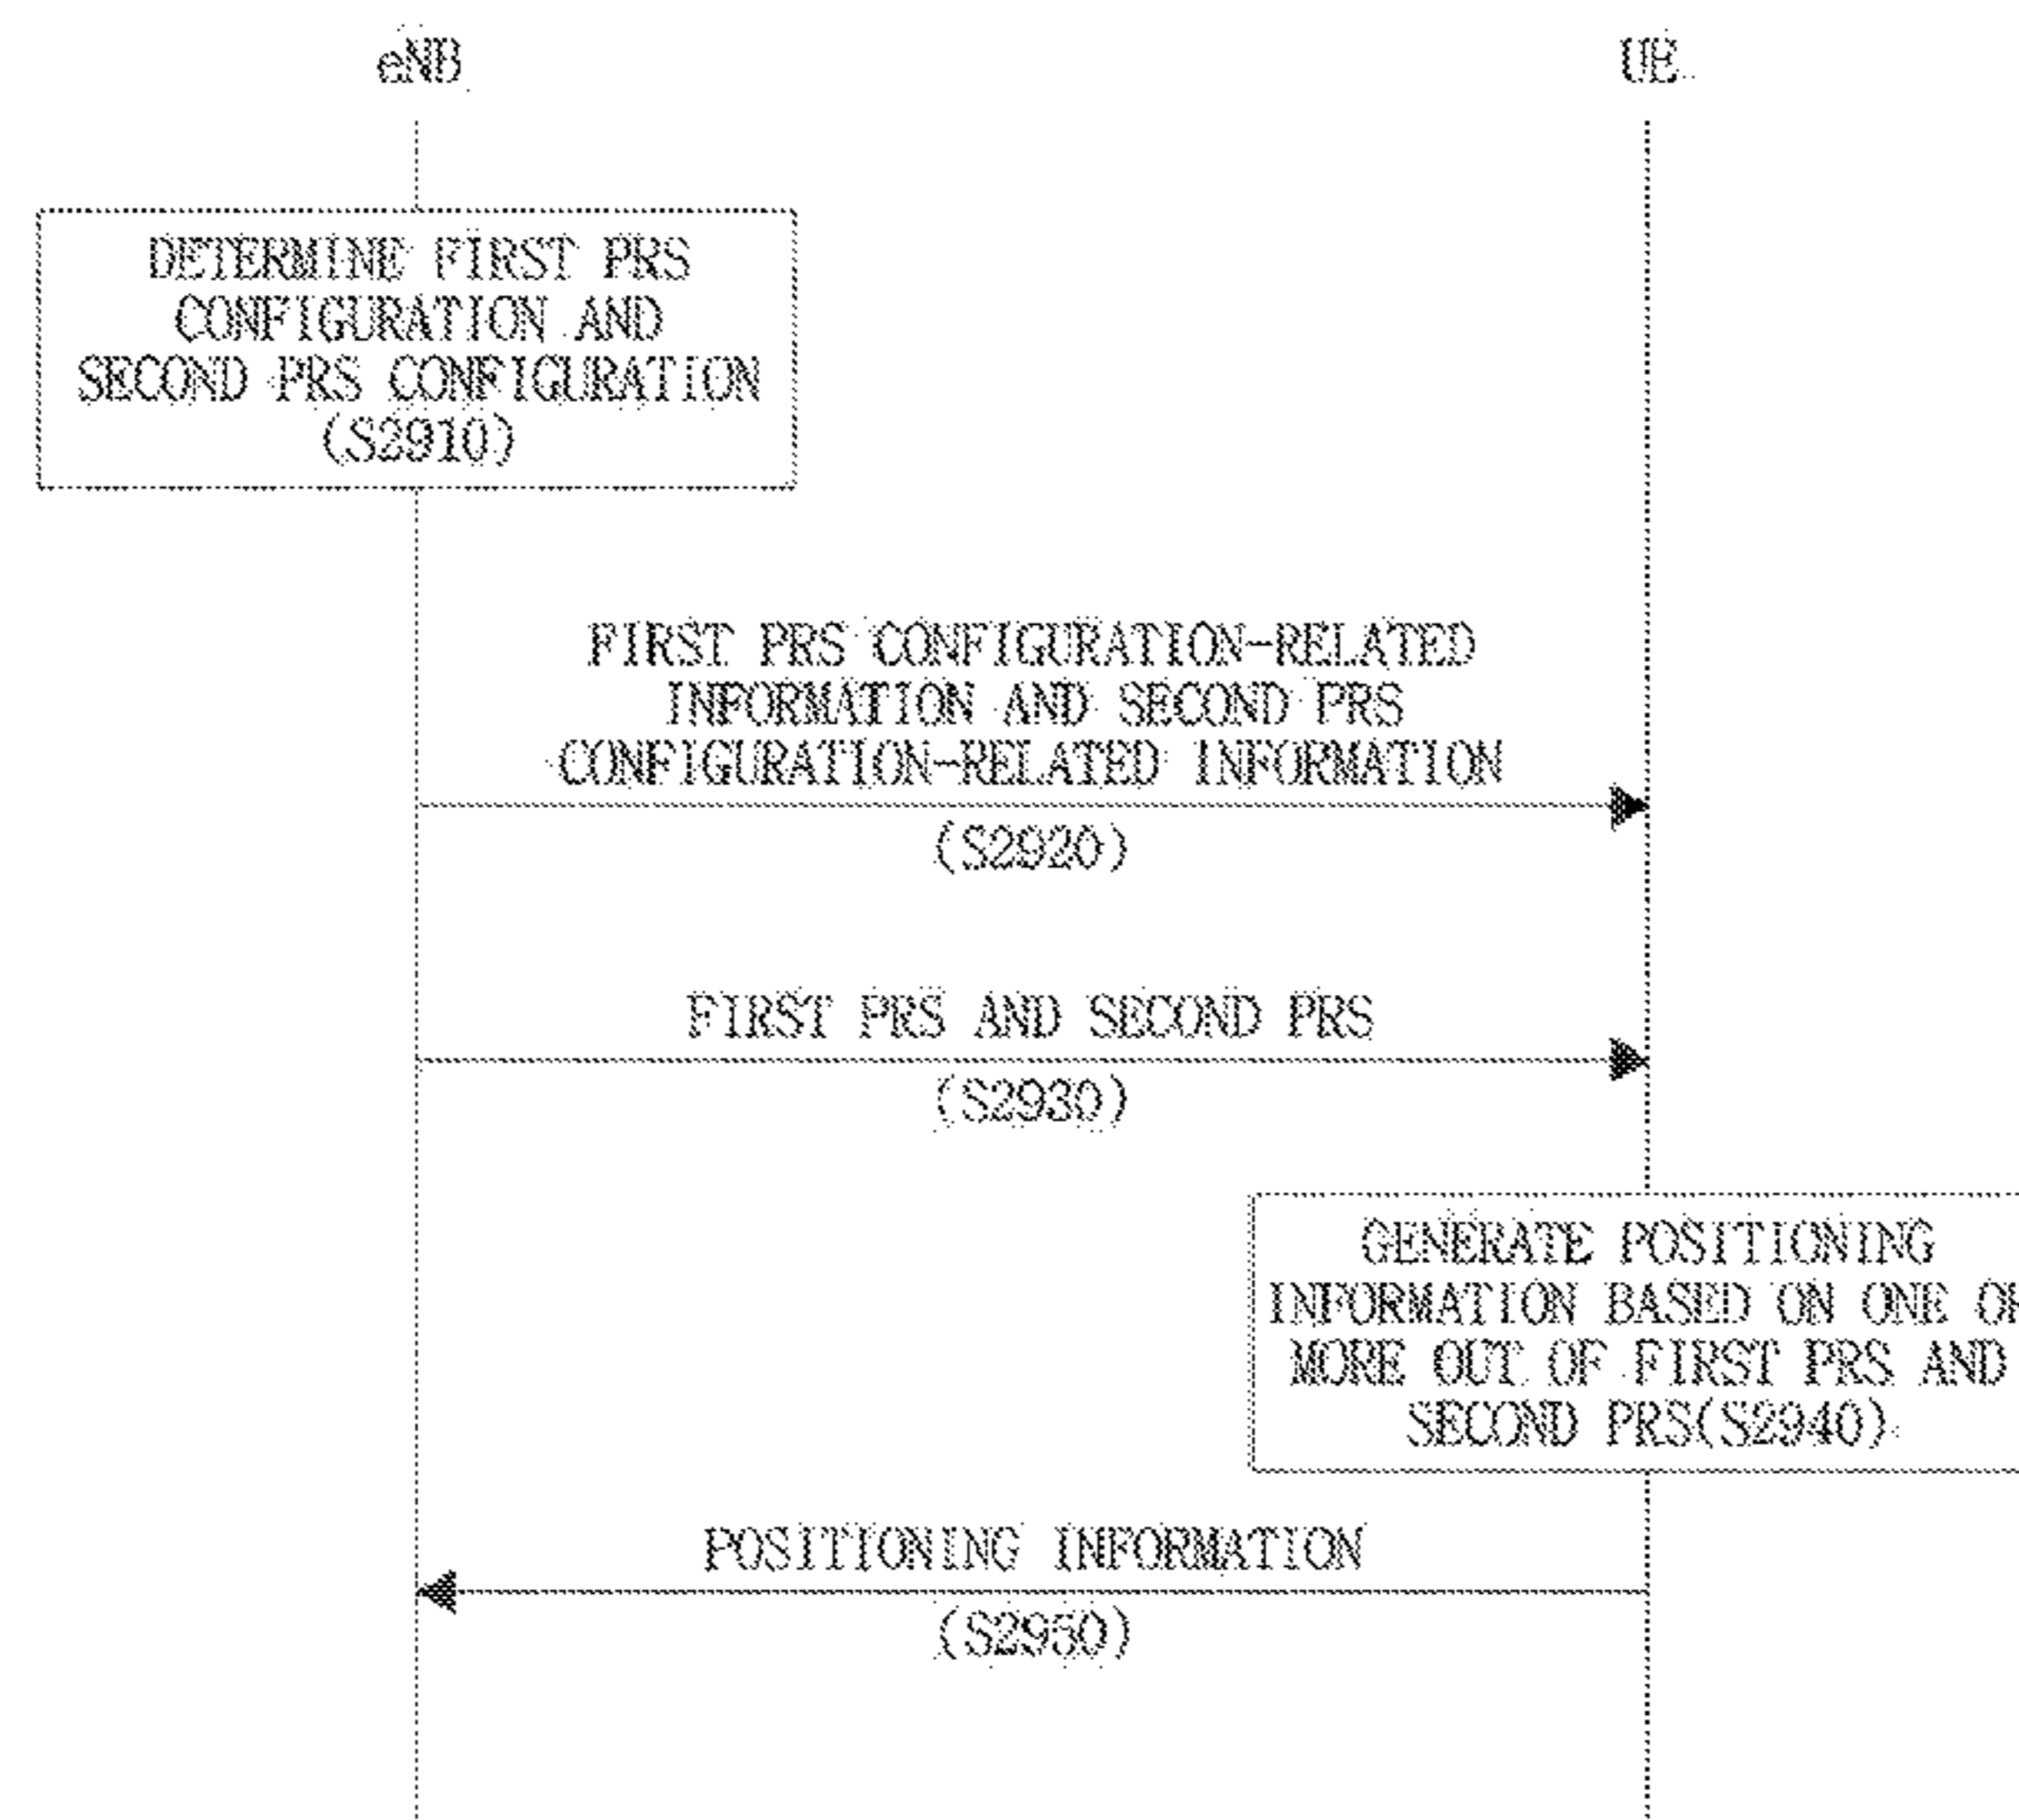 eNB
UE
DETERMINE FIRST PRS
CONFIGURATION AND
SECOND PRS CONFIGURATION
(S2910)
FIRST PRS CONFIGURATION-RELATED
INFORMATION AND SECOND PRS
CONFIGURATION-RELATED INFORMATION
(S2920)
FIRST PRS AND SECOND PRS
(S2930)
GENERATE POSITIONING
INFORMATION BASED ON ONE OR
MORE OUT OF FIRST PRS AND
SECOND PRS(S2940)
POSITIONING INFORMATION
(S2950)